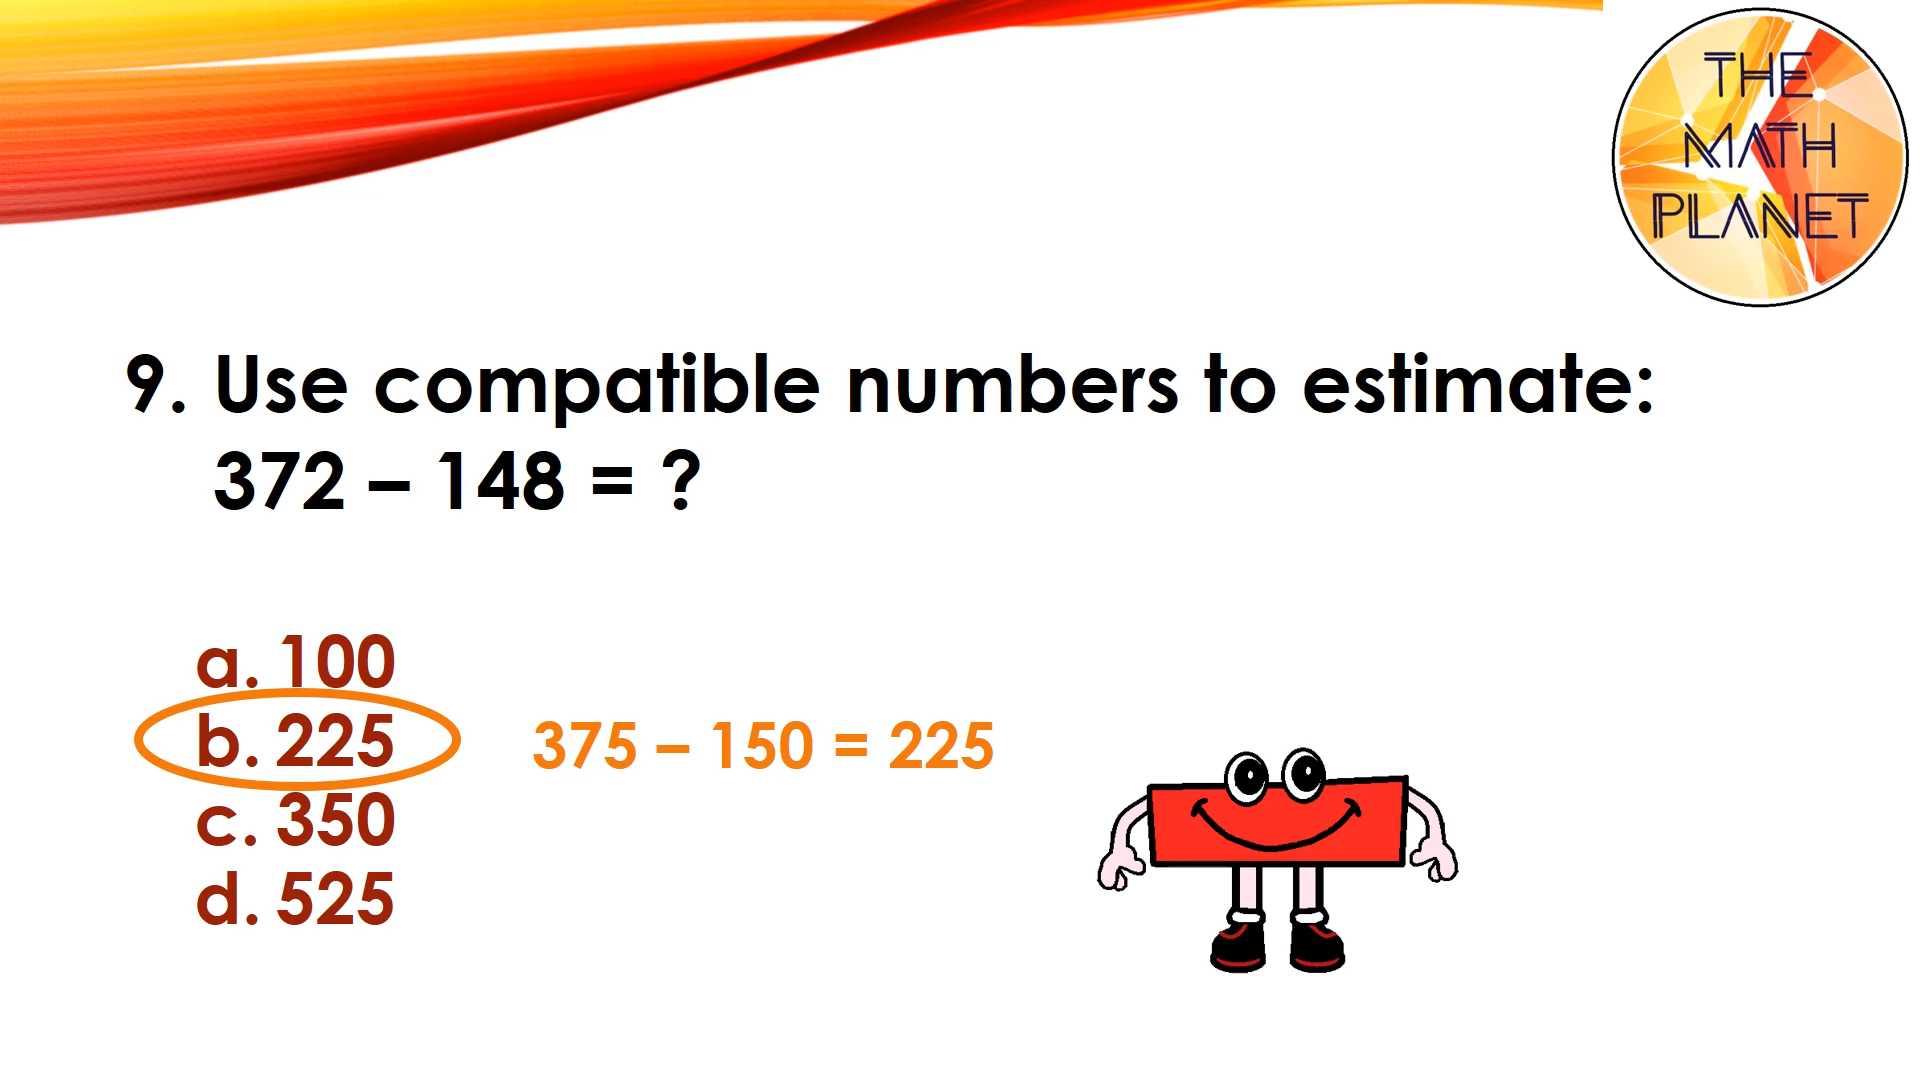 THE
MATH
PLANET
9. Use compatible numbers to estimate:
372 – 148 = ?
a. 100
b. 225
375 – 150 = 225
c. 350
d. 525